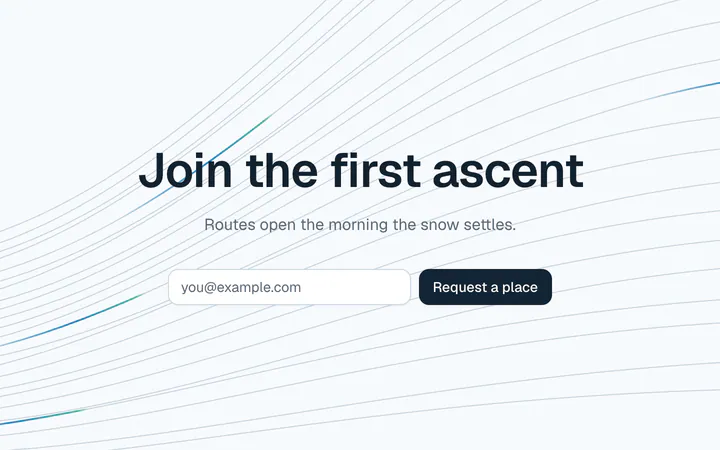 Join the first ascent
Routes open the morning the snow settles.
you@example.com
Request a place